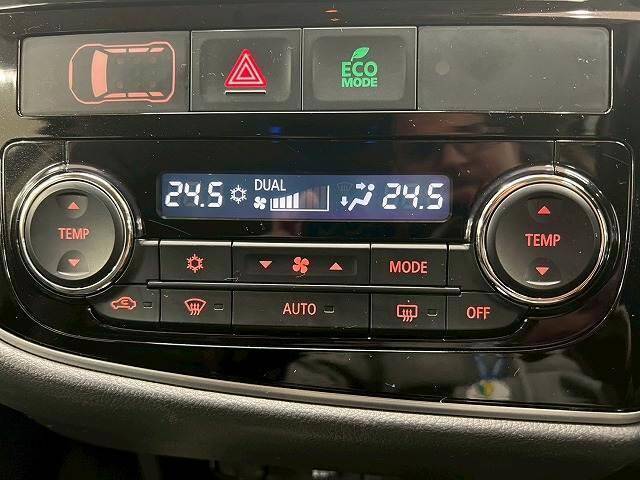 ECO
MODE
24.5 DUAL 24.5
TEMP
TEMP
MODE
AUTO
OFF